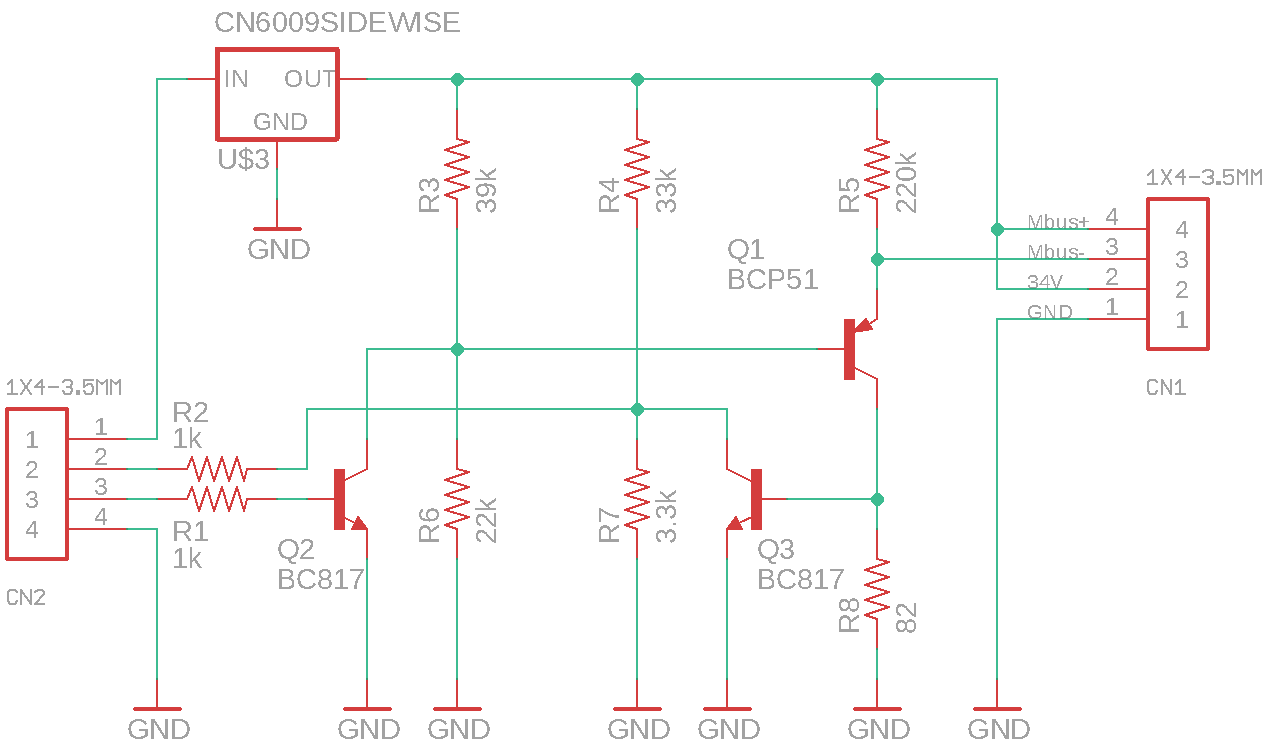 CN6009SIDEWISE
IN OUT
GND
U$3
GND
R3
39k
R4
33k
R5
220k
Q1
BCP51
1X4-3.5MM
Mbus+ 4 4
Mbus- 3 3
34V 2 2
GND 1 1
CN1
1X4-3.5MM
R2
1k
1 1
2 2
3 3
4 4
R1
1k
CN2
Q2
BC817
R6
22k
R7
3.3k
Q3
BC817
R8
82
GND
GND
GND
GND
GND
GND
GND